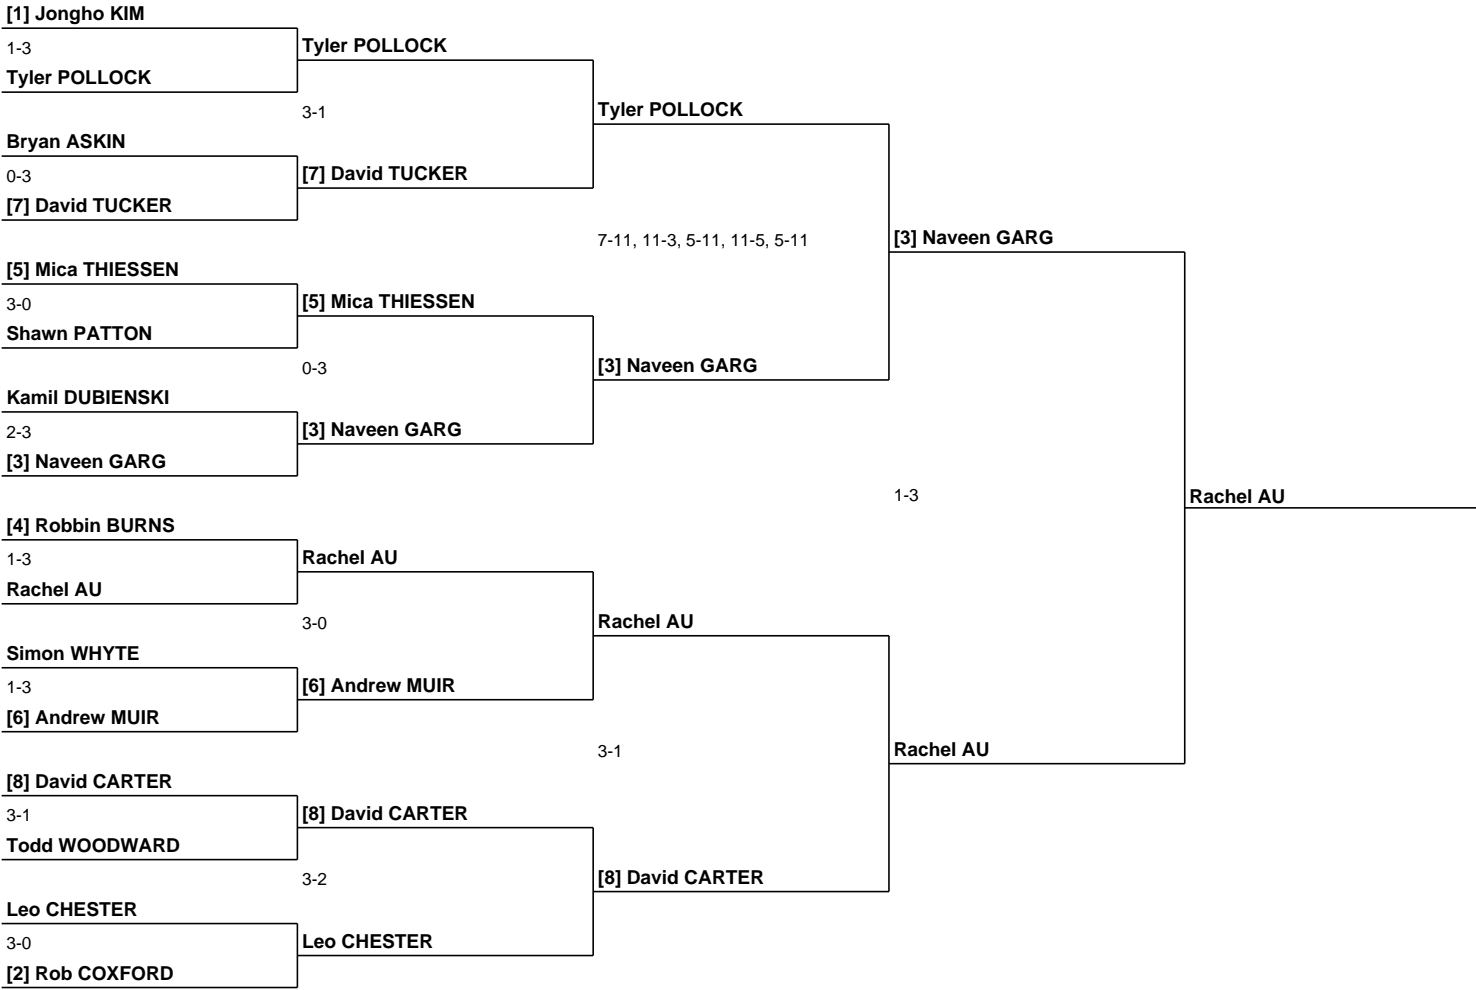 [1] Jongho KIM
1-3
Tyler POLLOCK
Bryan ASKIN
0-3
[7] David TUCKER
[5] Mica THIESSEN
3-0
Shawn PATTON
Kamil DUBIENSKI
2-3
[3] Naveen GARG
[4] Robbin BURNS
1-3
Rachel AU
Simon WHYTE
1-3
[6] Andrew MUIR
[8] David CARTER
3-1
Todd WOODWARD
Leo CHESTER
3-0
[2] Rob COXFORD
Tyler POLLOCK
3-1
[7] David TUCKER
[5] Mica THIESSEN
0-3
[3] Naveen GARG
Rachel AU
3-0
[6] Andrew MUIR
[8] David CARTER
3-2
Leo CHESTER
Tyler POLLOCK
7-11, 11-3, 5-11, 11-5, 5-11
[3] Naveen GARG
Rachel AU
3-1
[8] David CARTER
[3] Naveen GARG
1-3
Rachel AU
Rachel AU